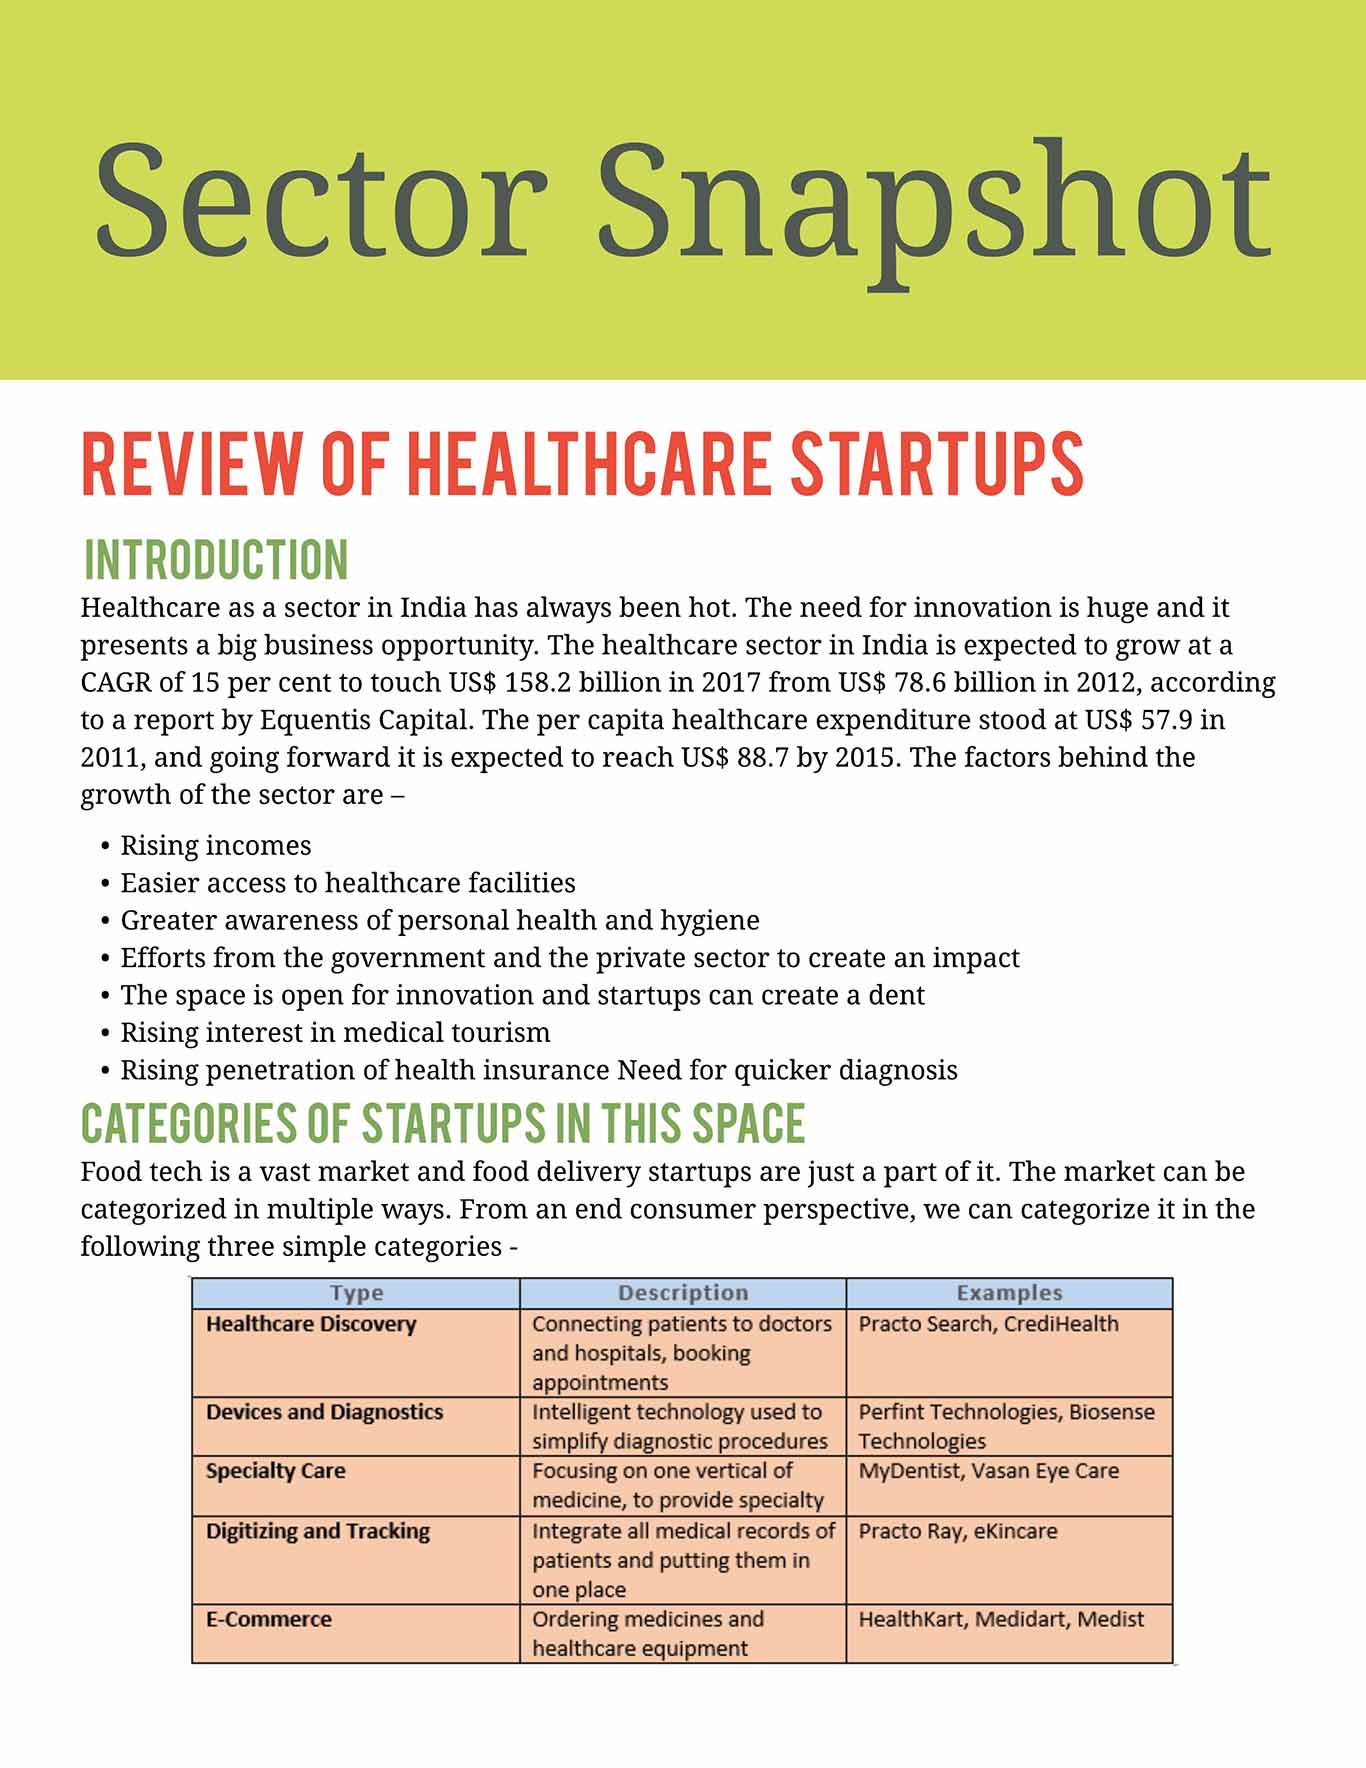 Sector Snapshot
REVIEW OF HEALTHCARE STARTUPS
INTRODUCTION
Healthcare as a sector in India has always been hot. The need for innovation is huge and it
presents a big business opportunity. The healthcare sector in India is expected to grow at a
CAGR of 15 per cent to touch US$ 158.2 billion in 2017 from US$ 78.6 billion in 2012, according
to a report by Equentis Capital. The per capita healthcare expenditure stood at US$ 57.9 in
2011, and going forward it is expected to reach US$ 88.7 by 2015. The factors behind the
growth of the sector are –
• Rising incomes
• Easier access to healthcare facilities
• Greater awareness of personal health and hygiene
• Efforts from the government and the private sector to create an impact
• The space is open for innovation and startups can create a dent
• Rising interest in medical tourism
• Rising penetration of health insurance Need for quicker diagnosis
CATEGORIES OF STARTUPS IN THIS SPACE
Food tech is a vast market and food delivery startups are just a part of it. The market can be
categorized in multiple ways. From an end consumer perspective, we can categorize it in the
following three simple categories -
Type Description Examples
Healthcare Discovery Connecting patients to doctors Practo Search, CrediHealth
and hospitals, booking
appointments
Devices and Diagnostics Intelligent technology used to Perfint Technologies, Biosense
simplify diagnostic procedures Technologies
Specialty Care Focusing on one vertical of MyDentist, Vasan Eye Care
medicine, to provide specialty
Digitizing and Tracking Integrate all medical records of Practo Ray, eKincare
patients and putting them in
one place
E-Commerce Ordering medicines and HealthKart, Medidart, Medist
healthcare equipment